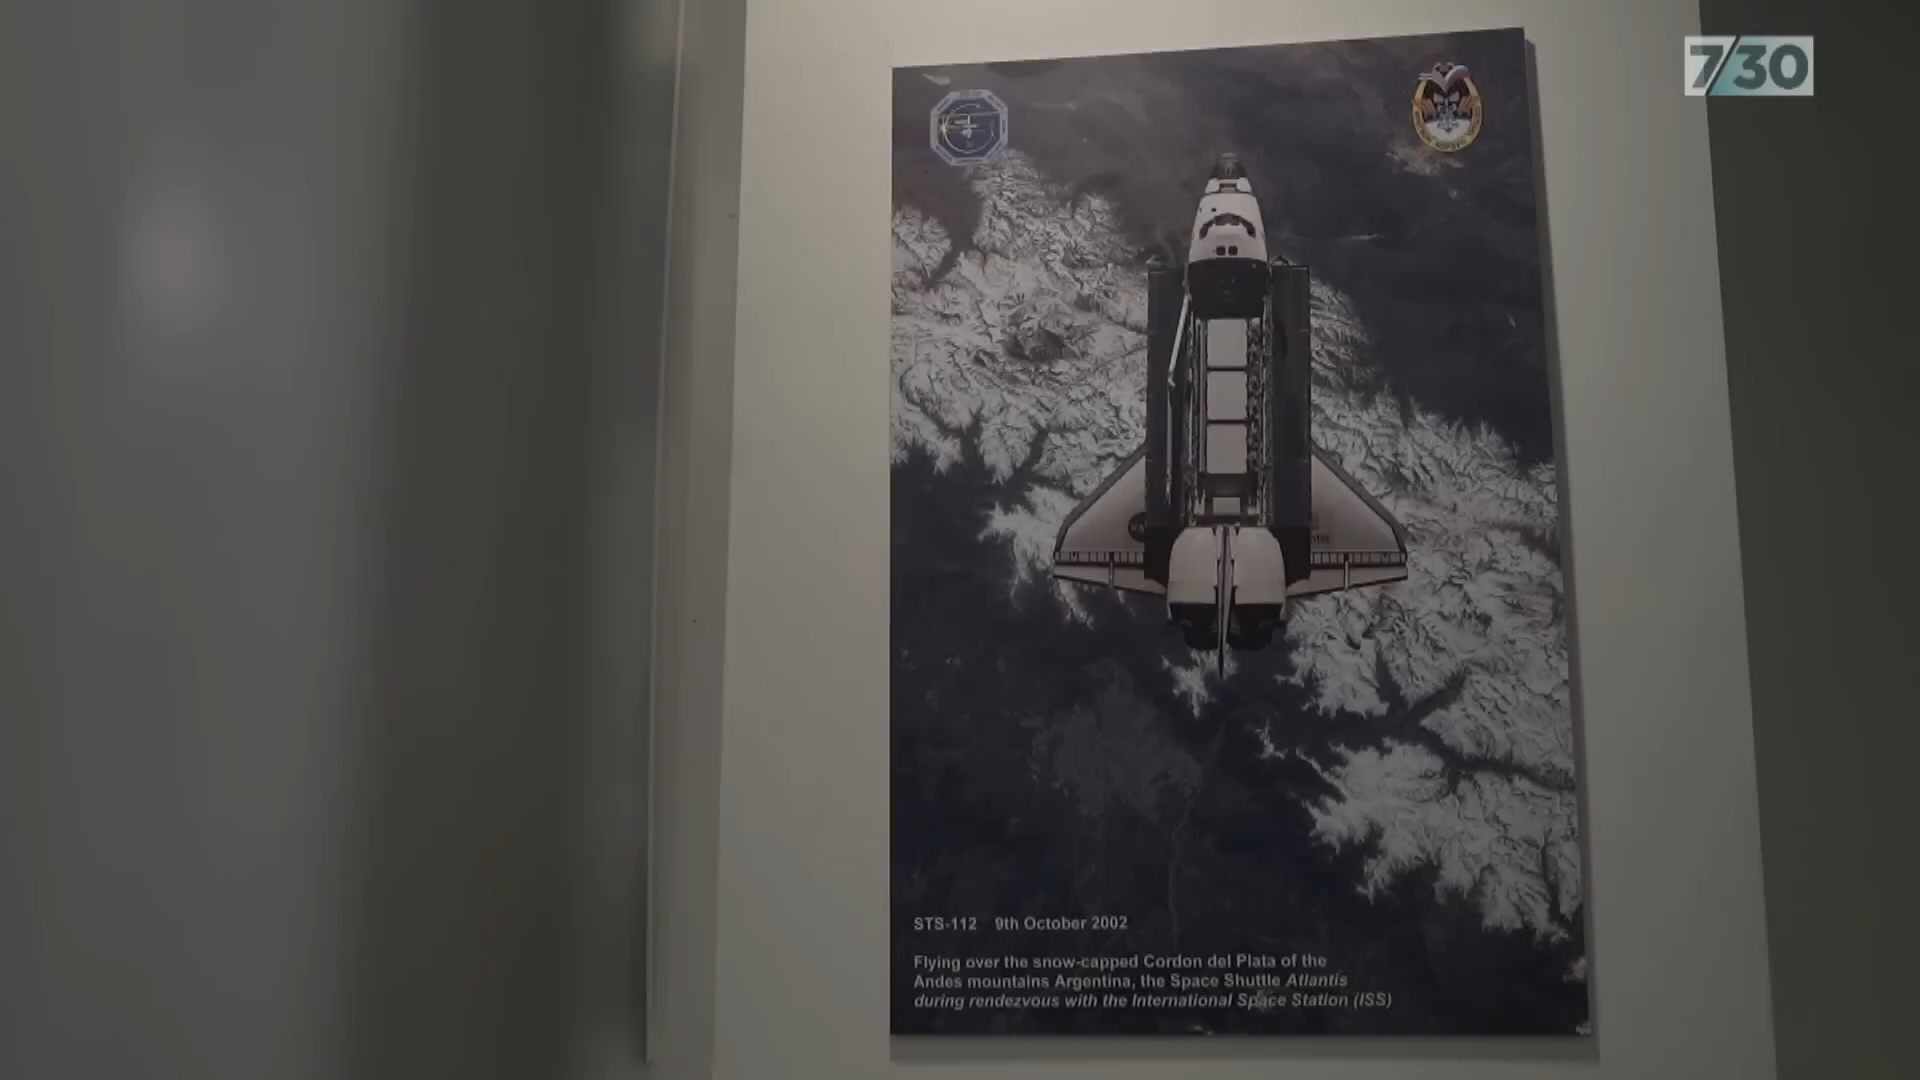 7/30
STS-112 9th October 2002
Flying over the snow-capped Cordon del Plata of the
Andes mountains Argentina, the Space Shuttle Atlantis
during rendezvous with the International Space Station (ISS)